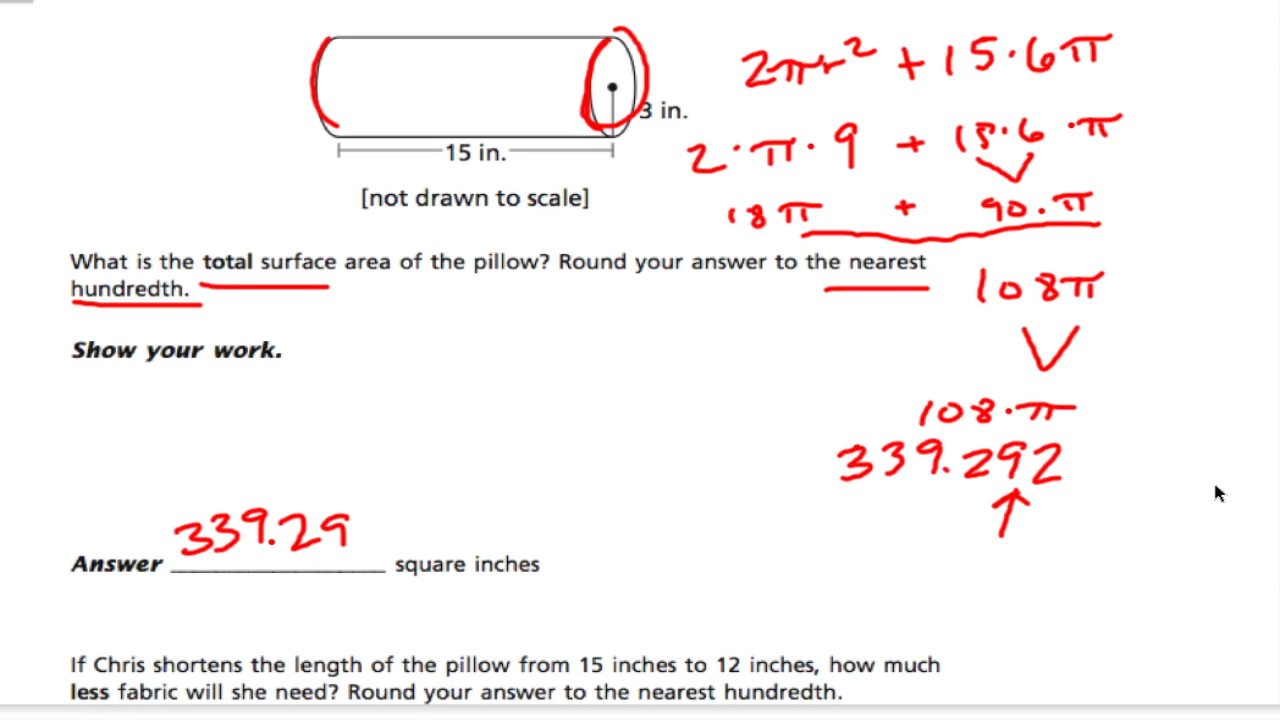 2πr² + 15·6π
3 in.
2·π·9 + 15·6·π
15 in.
[not drawn to scale]
18π + 90·π
What is the total surface area of the pillow? Round your answer to the nearest
hundredth.
108π
Show your work.
108·π
339.292
339.29
Answer ________ square inches
If Chris shortens the length of the pillow from 15 inches to 12 inches, how much
less fabric will she need? Round your answer to the nearest hundredth.